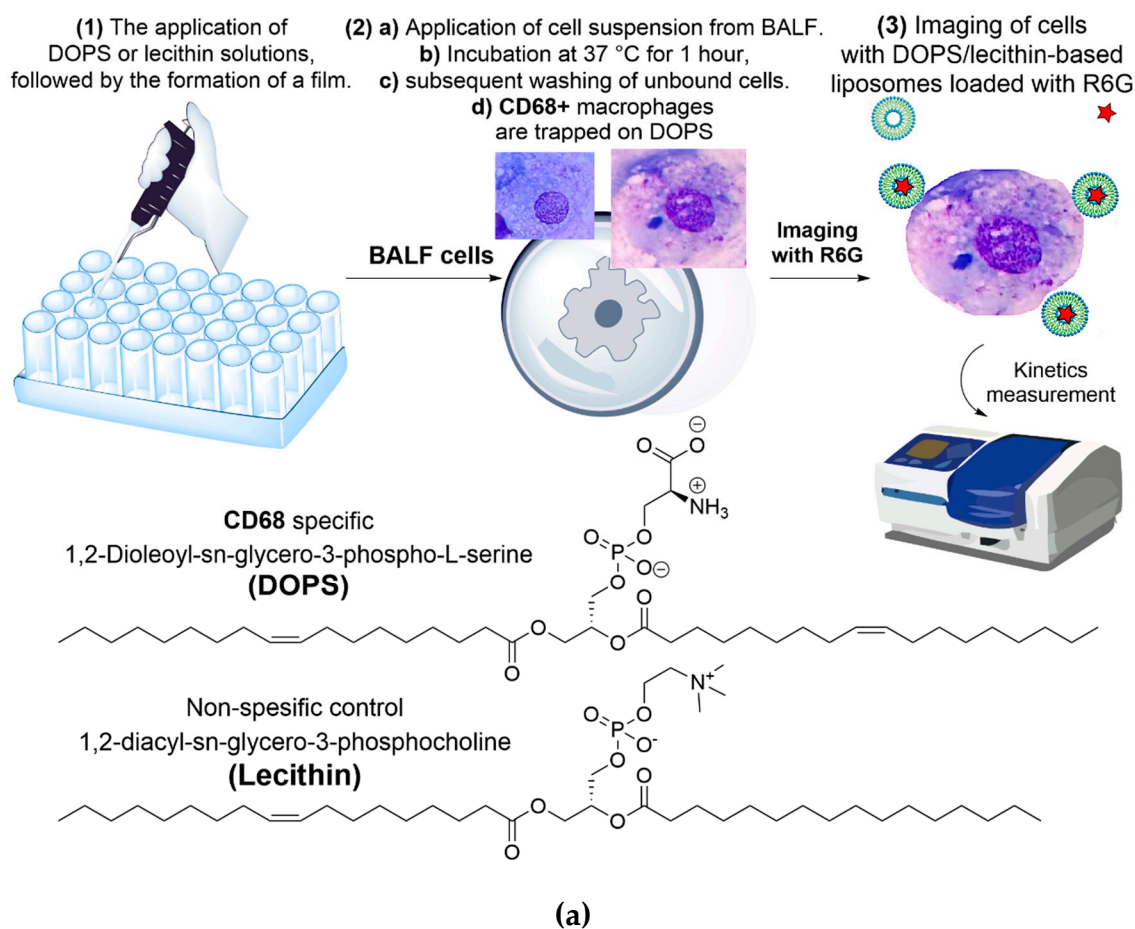 (1) The application of
DOPS or lecithin solutions,
followed by the formation of a film.
(2) a) Application of cell suspension from BALF.
b) Incubation at 37 °C for 1 hour,
c) subsequent washing of unbound cells.
d) CD68+ macrophages
are trapped on DOPS
(3) Imaging of cells
with DOPS/lecithin-based
liposomes loaded with R6G
BALF cells
Imaging
with R6G
Kinetics
measurement
CD68 specific
1,2-Dioleoyl-sn-glycero-3-phospho-L-serine
(DOPS)
O
O⊖
⊕
NH₃
O
O
P
O⊖
O
O
O
O
O
Non-spesific control
1,2-diacyl-sn-glycero-3-phosphocholine
(Lecithin)
N⁺
O
O
P
O⁻
O
O
O
O
O
(a)